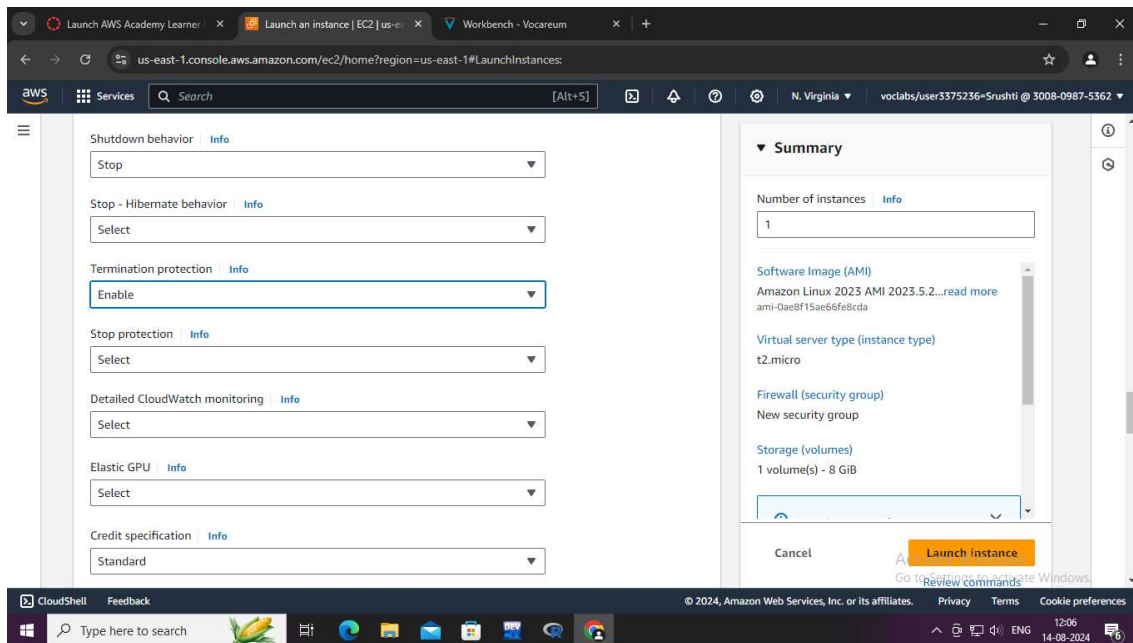 Launch AWS Academy Learner
Launch an instance | EC2 | us-ea
Workbench - Vocareum
us-east-1.console.aws.amazon.com/ec2/home?region=us-east-1#LaunchInstances:
aws
Services
Search
[Alt+S]
N. Virginia
voclabs/user3375236=Srushti @ 3008-0987-5362
Shutdown behavior Info
Stop
Stop - Hibernate behavior Info
Select
Termination protection Info
Enable
Stop protection Info
Select
Detailed CloudWatch monitoring Info
Select
Elastic GPU Info
Select
Credit specification Info
Standard
Summary
Number of instances Info
1
Software Image (AMI)
Amazon Linux 2023 AMI 2023.5.2...read more
ami-0ae8f15ae66fe8cda
Virtual server type (instance type)
t2.micro
Firewall (security group)
New security group
Storage (volumes)
1 volume(s) - 8 GiB
Cancel
Launch instance
Go to Settings to activate Windows.
Review commands
CloudShell Feedback
© 2024, Amazon Web Services, Inc. or its affiliates. Privacy Terms Cookie preferences
Type here to search
DEV
ENG
12:06
14-08-2024
6